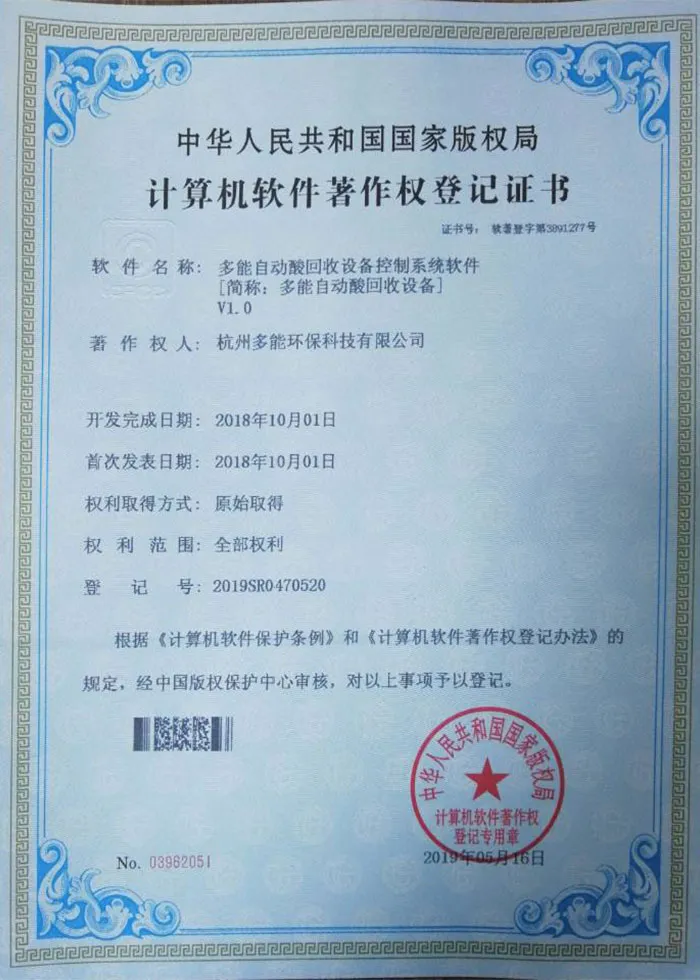 中华人民共和国国家版权局
计算机软件著作权登记证书
证书号： 软著登字第3891277号
软件名称： 多能自动酸回收设备控制系统软件
[简称：多能自动酸回收设备]
V1.0
著作权人： 杭州多能环保科技有限公司
开发完成日期： 2018年10月01日
首次发表日期： 2018年10月01日
权利取得方式： 原始取得
权利范围： 全部权利
登记号： 2019SR0470520
根据《计算机软件保护条例》和《计算机软件著作权登记办法》的
规定，经中国版权保护中心审核，对以上事项予以登记。
中华人民共和国国家版权局
计算机软件著作权
登记专用章
No. 03962051
2019年05月16日